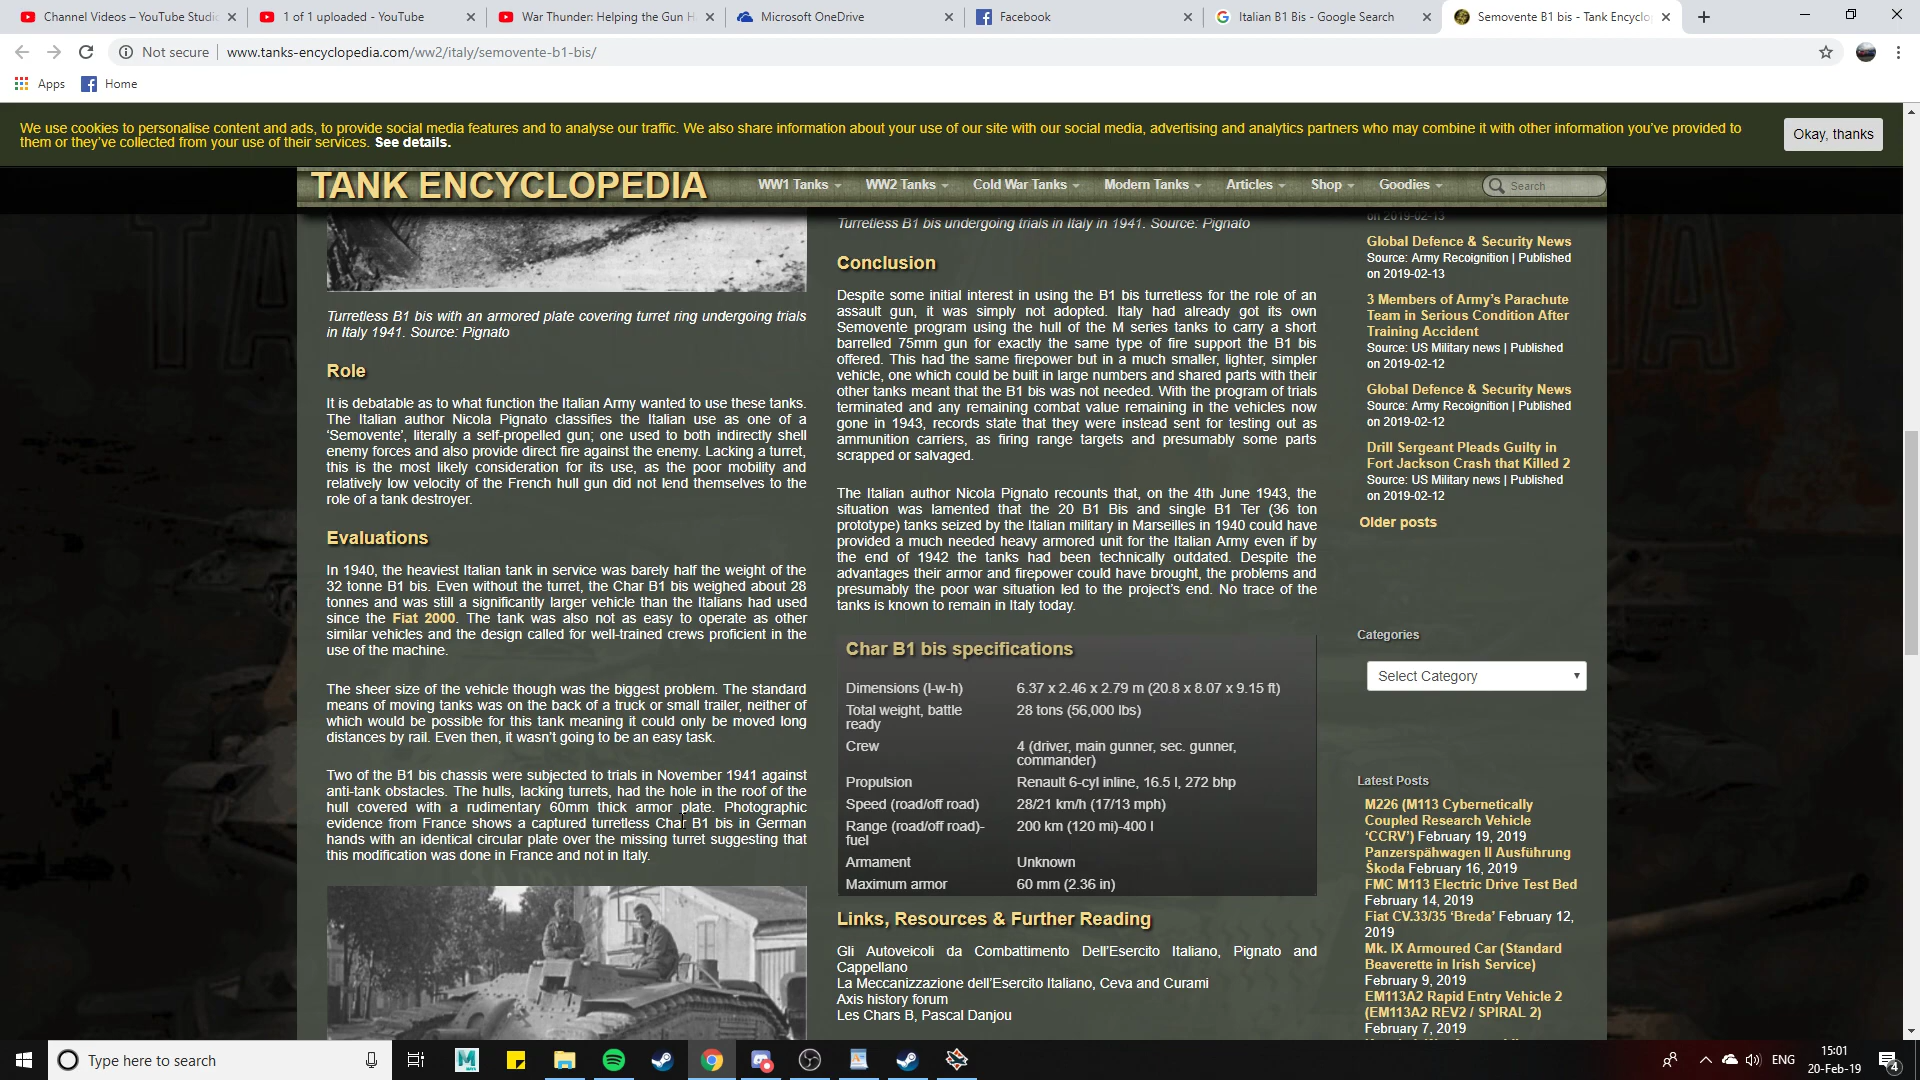 Channel Videos – YouTube Studi
1 of 1 uploaded - YouTube
War Thunder: Helping the Gun H
Microsoft OneDrive
Facebook
Italian B1 Bis - Google Search
Semovente B1 bis - Tank Encyclo
Not secure
www.tanks-encyclopedia.com/ww2/italy/semovente-b1-bis/
Apps
Home
We use cookies to personalise content and ads, to provide social media features and to analyse our traffic. We also share information about your use of our site with our social media, advertising and analytics partners who may combine it with other information you've provided to
them or they've collected from your use of their services. See details.
Okay, thanks
TANK ENCYCLOPEDIA
WW1 Tanks
WW2 Tanks
Cold War Tanks
Modern Tanks
Articles
Shop
Goodies
Search
Turretless B1 bis with an armored plate covering turret ring undergoing trials
in Italy 1941. Source: Pignato
Role
It is debatable as to what function the Italian Army wanted to use these tanks.
The Italian author Nicola Pignato classifies the Italian use as one of a
‘Semovente’, literally a self-propelled gun; one used to both indirectly shell
enemy forces and also provide direct fire against the enemy. Lacking a turret,
this is the most likely consideration for its use, as the poor mobility and
relatively low velocity of the French hull gun did not lend themselves to the
role of a tank destroyer.
Evaluations
In 1940, the heaviest Italian tank in service was barely half the weight of the
32 tonne B1 bis. Even without the turret, the Char B1 bis weighed about 28
tonnes and was still a significantly larger vehicle than the Italians had used
since the Fiat 2000. The tank was also not as easy to operate as other
similar vehicles and the design called for well-trained crews proficient in the
use of the machine.
The sheer size of the vehicle though was the biggest problem. The standard
means of moving tanks was on the back of a truck or small trailer, neither of
which would be possible for this tank meaning it could only be moved long
distances by rail. Even then, it wasn't going to be an easy task.
Two of the B1 bis chassis were subjected to trials in November 1941 against
anti-tank obstacles. The hulls, lacking turrets, had the hole in the roof of the
hull covered with a rudimentary 60mm thick armor plate. Photographic
evidence from France shows a captured turretless Char B1 bis in German
hands with an identical circular plate over the missing turret suggesting that
this modification was done in France and not in Italy.
Turretless B1 bis undergoing trials in Italy in 1941. Source: Pignato
Conclusion
Despite some initial interest in using the B1 bis turretless for the role of an
assault gun, it was simply not adopted. Italy had already got its own
Semovente program using the hull of the M series tanks to carry a short
barrelled 75mm gun for exactly the same type of fire support the B1 bis
offered. This had the same firepower but in a much smaller, lighter, simpler
vehicle, one which could be built in large numbers and shared parts with their
other tanks meant that the B1 bis was not needed. With the program of trials
terminated and any remaining combat value remaining in the vehicles now
gone in 1943, records state that they were instead sent for testing out as
ammunition carriers, as firing range targets and presumably some parts
scrapped or salvaged.
The Italian author Nicola Pignato recounts that, on the 4th June 1943, the
situation was lamented that the 20 B1 Bis and single B1 Ter (36 ton
prototype) tanks seized by the Italian military in Marseilles in 1940 could have
provided a much needed heavy armored unit for the Italian Army even if by
the end of 1942 the tanks had been technically outdated. Despite the
advantages their armor and firepower could have brought, the problems and
presumably the poor war situation led to the project's end. No trace of the
tanks is known to remain in Italy today.
Char B1 bis specifications
Dimensions (l-w-h) 6.37 x 2.46 x 2.79 m (20.8 x 8.07 x 9.15 ft)
Total weight, battle 28 tons (56,000 lbs)
ready
Crew 4 (driver, main gunner, sec. gunner,
commander)
Propulsion Renault 6-cyl inline, 16.5 l, 272 bhp
Speed (road/off road) 28/21 km/h (17/13 mph)
Range (road/off road)- 200 km (120 mi)-400 l
fuel
Armament Unknown
Maximum armor 60 mm (2.36 in)
Links, Resources & Further Reading
Gli Autoveicoli da Combattimento Dell'Esercito Italiano, Pignato and
Cappellano
La Meccanizzazione dell'Esercito Italiano, Ceva and Curami
Axis history forum
Les Chars B, Pascal Danjou
on 2019-02-13
Global Defence & Security News
Source: Army Recoignition | Published
on 2019-02-13
3 Members of Army's Parachute
Team in Serious Condition After
Training Accident
Source: US Military news | Published
on 2019-02-12
Global Defence & Security News
Source: Army Recoignition | Published
on 2019-02-12
Drill Sergeant Pleads Guilty in
Fort Jackson Crash that Killed 2
Source: US Military news | Published
on 2019-02-12
Older posts
Categories
Select Category
Latest Posts
M226 (M113 Cybernetically
Coupled Research Vehicle
‘CCRV’) February 19, 2019
Panzerspähwagen II Ausführung
Škoda February 16, 2019
FMC M113 Electric Drive Test Bed
February 14, 2019
Fiat CV.33/35 ‘Breda’ February 12,
2019
Mk. IX Armoured Car (Standard
Beaverette in Irish Service)
February 9, 2019
EM113A2 Rapid Entry Vehicle 2
(EM113A2 REV2 / SPIRAL 2)
February 7, 2019
Type here to search
ENG
15:01
20-Feb-19
4